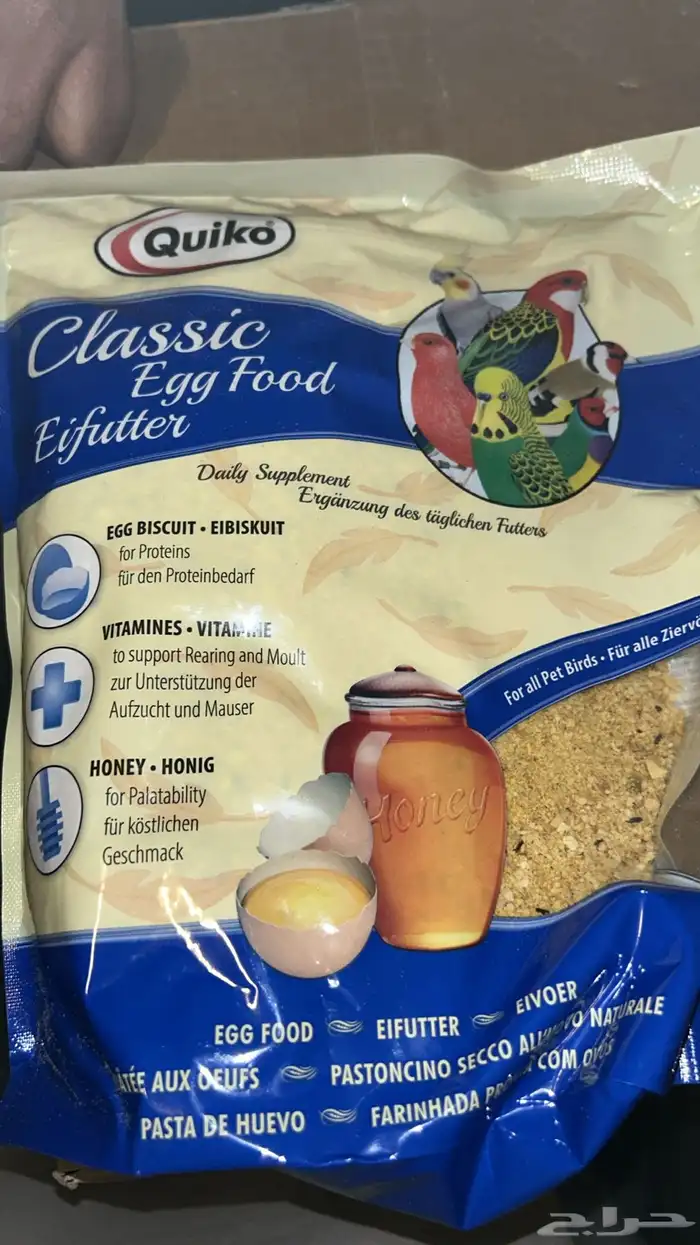 Quiko®
Classic
Egg Food
Eifutter
Daily Supplement
Ergänzung des täglichen Futters
EGG BISCUIT • EIBISKUIT
for Proteins
für den Proteinbedarf
VITAMINES • VITAMINE
to support Rearing and Moult
zur Unterstützung der
Aufzucht und Mauser
HONEY • HONIG
for Palatability
für köstlichen
Geschmack
For all Pet Birds • Für alle
Honey
EGG FOOD EIFUTTER EIVOER
AUX OEUFS PASTONCINO SECCO NATURALE
PASTA DE HUEVO FARINHADA COM
حراج